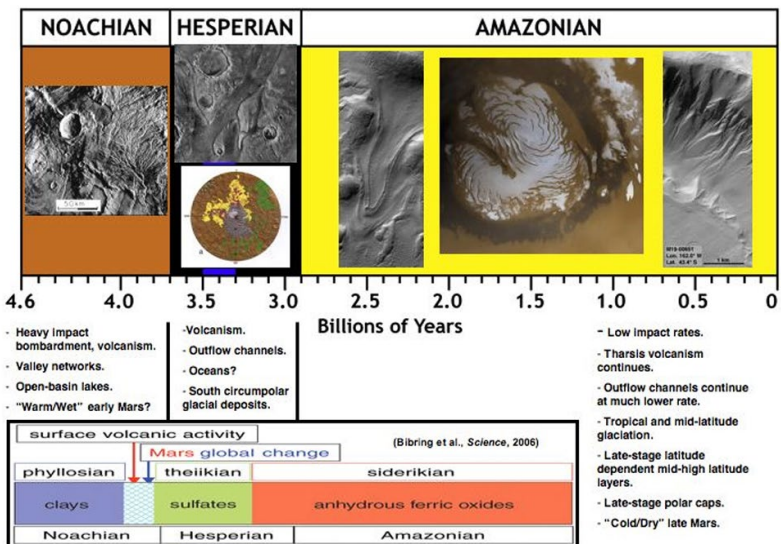 NOACHIAN
HESPERIAN
AMAZONIAN
50 km
a
M19-00691
Lat. 43.4° S
1 km
4.6
4.0
3.5
3.0
2.5
2.0
1.5
1.0
0.5
0
Billions of Years
- Heavy impact
bombardment, volcanism.
- Valley networks.
- Open-basin lakes.
- “Warm/Wet” early Mars?
-Volcanism.
- Outflow channels.
- Oceans?
- South circumpolar
glacial deposits.
- Low impact rates.
- Tharsis volcanism
continues.
- Outflow channels continue
at much lower rate.
- Tropical and mid-latitude
glaciation.
- Late-stage latitude
dependent mid-high latitude
layers.
- Late-stage polar caps.
- “Cold/Dry” late Mars.
surface volcanic activity
(Bibring et al., Science, 2006)
Mars global change
phyllosian
theiikian
siderikian
clays
sulfates
anhydrous ferric oxides
Noachian
Hesperian
Amazonian